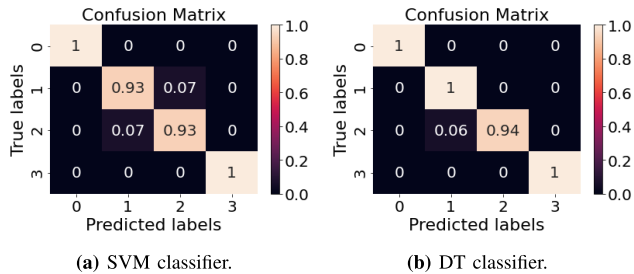 Confusion Matrix
True labels
0 1 0 0 0
1 0 0.93 0.07 0
2 0 0.07 0.93 0
3 0 0 0 1
0 1 2 3
Predicted labels
1.0
0.8
0.6
0.4
0.2
0.0
(a) SVM classifier.
Confusion Matrix
True labels
0 1 0 0 0
1 0 1 0 0
2 0 0.06 0.94 0
3 0 0 0 1
0 1 2 3
Predicted labels
1.0
0.8
0.6
0.4
0.2
0.0
(b) DT classifier.